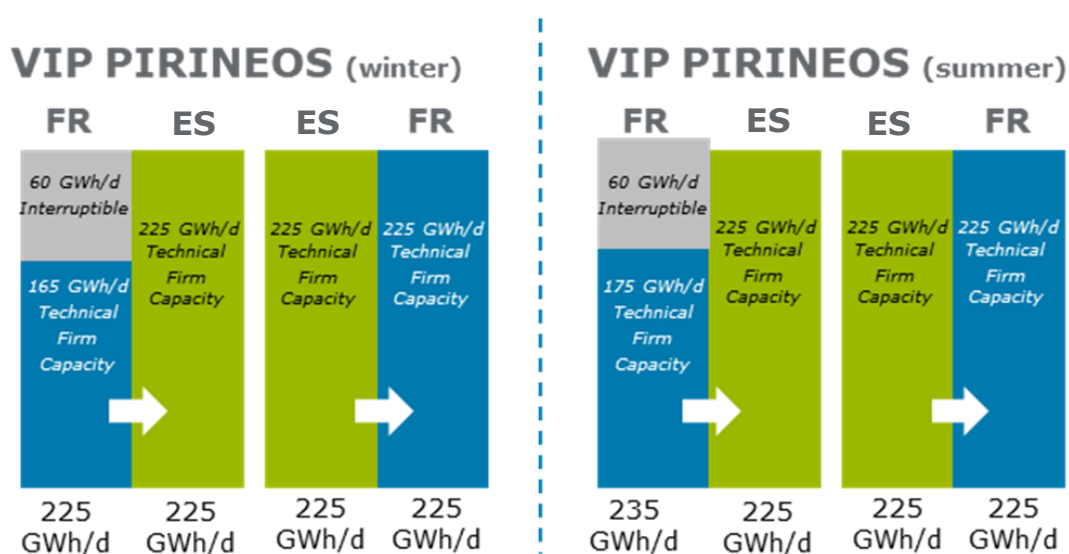 VIP PIRINEOS (winter)
FR
ES
ES
FR
60 GWh/d
Interruptible
165 GWh/d
Technical
Firm
Capacity
225 GWh/d
Technical
Firm
Capacity
225 GWh/d
Technical
Firm
Capacity
225 GWh/d
Technical
Firm
Capacity
225
GWh/d
225
GWh/d
225
GWh/d
225
GWh/d
VIP PIRINEOS (summer)
FR
ES
ES
FR
60 GWh/d
Interruptible
175 GWh/d
Technical
Firm
Capacity
225 GWh/d
Technical
Firm
Capacity
225 GWh/d
Technical
Firm
Capacity
225 GWh/d
Technical
Firm
Capacity
235
GWh/d
225
GWh/d
225
GWh/d
225
GWh/d